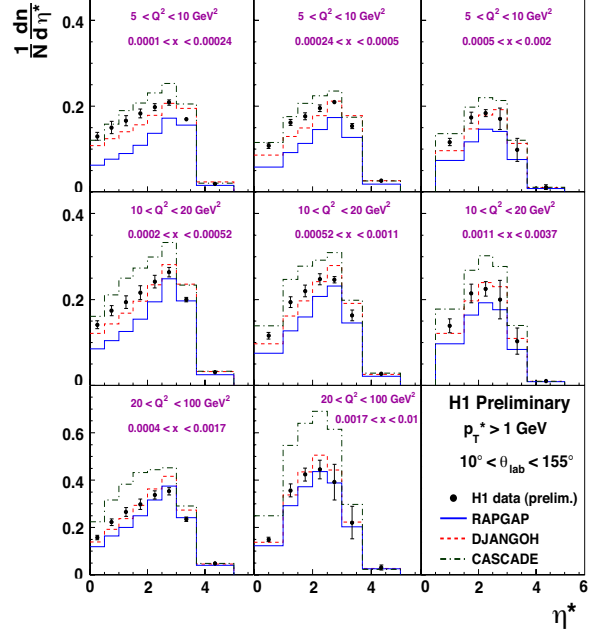 1/N dn/dη*
5 < Q² < 10 GeV²
0.0001 < x < 0.00024
5 < Q² < 10 GeV²
0.00024 < x < 0.0005
5 < Q² < 10 GeV²
0.0005 < x < 0.002
0.4
0.2
0
10 < Q² < 20 GeV²
0.0002 < x < 0.00052
10 < Q² < 20 GeV²
0.00052 < x < 0.0011
10 < Q² < 20 GeV²
0.0011 < x < 0.0037
0.4
0.2
0
20 < Q² < 100 GeV²
0.0004 < x < 0.0017
20 < Q² < 100 GeV²
0.0017 < x < 0.01
0.6
0.4
0.2
0
H1 Preliminary
p_T* > 1 GeV
10° < θ_lab < 155°
H1 data (prelim.)
RAPGAP
DJANGOH
CASCADE
0 2 4 0 2 4 0 2 4 6
η*